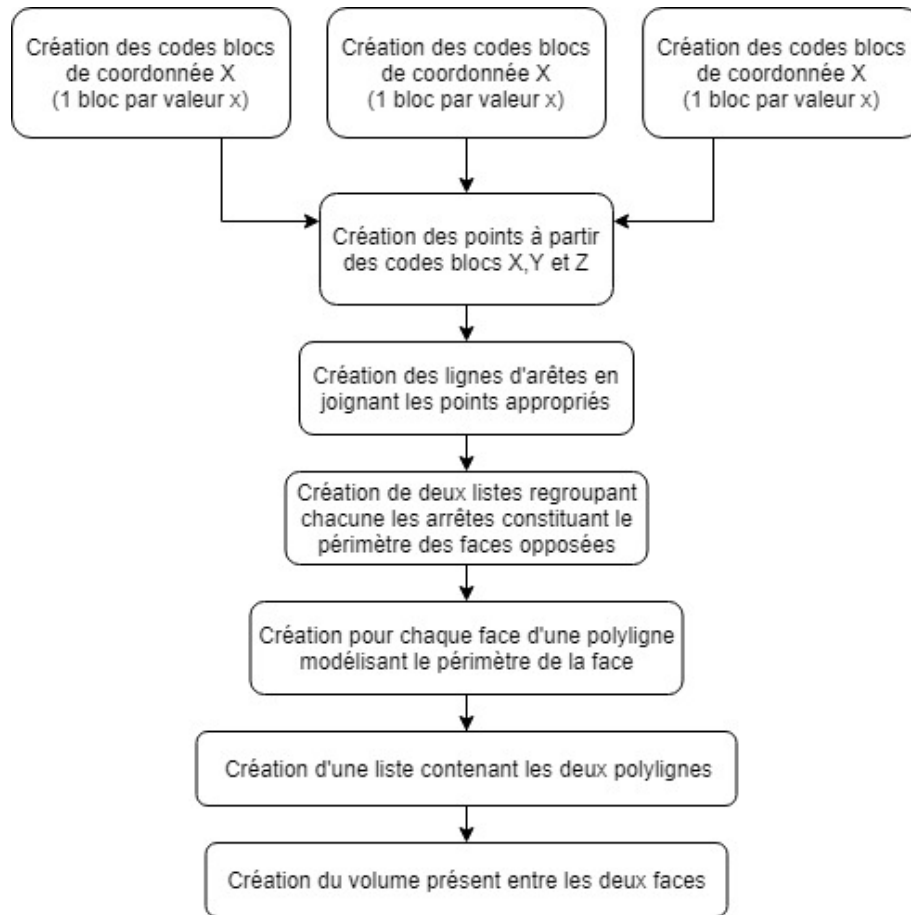 Création des codes blocs
de coordonnée X
(1 bloc par valeur x)
Création des codes blocs
de coordonnée X
(1 bloc par valeur x)
Création des codes blocs
de coordonnée X
(1 bloc par valeur x)
Création des points à partir
des codes blocs X,Y et Z
Création des lignes d'arêtes en
joignant les points appropriés
Création de deux listes regroupant
chacune les arrêtes constituant le
périmètre des faces opposées
Création pour chaque face d'une polyligne
modélisant le périmètre de la face
Création d'une liste contenant les deux polylignes
Création du volume présent entre les deux faces